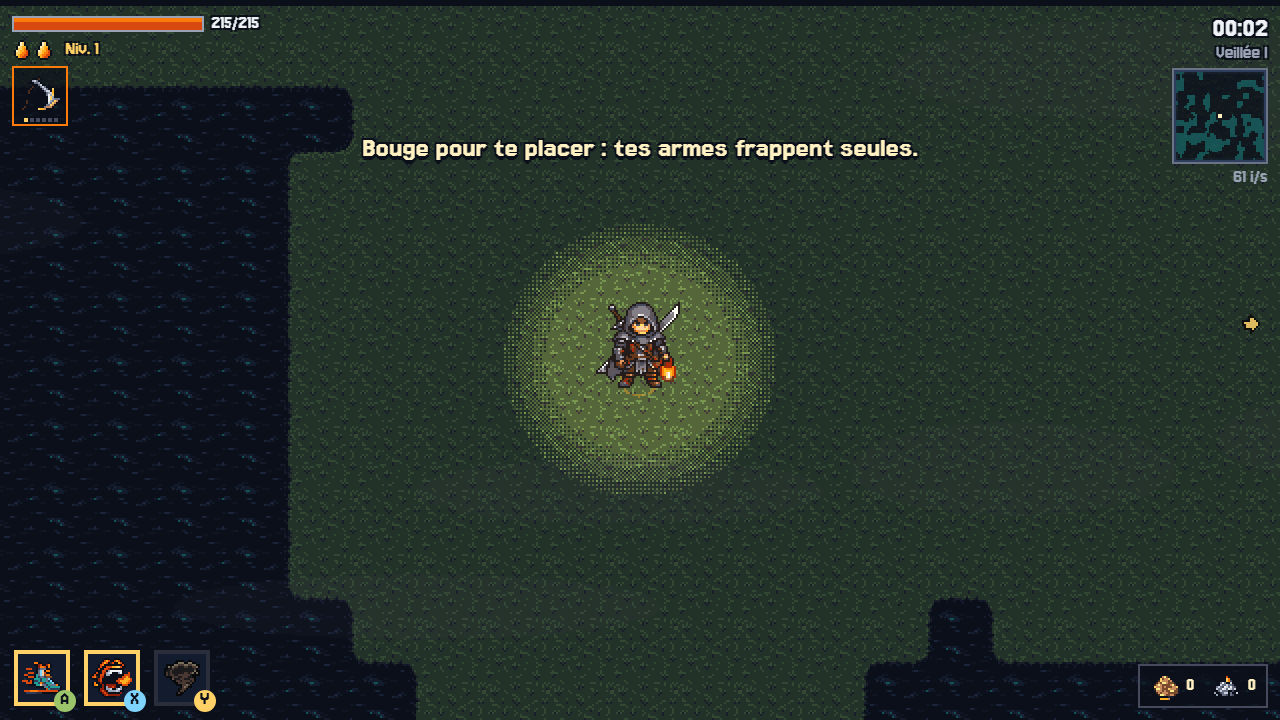 215/215
Niv. 1
00:02
Veillée I
61 i/s
Bouge pour te placer : tes armes frappent seules.
A
X
Y
0
0